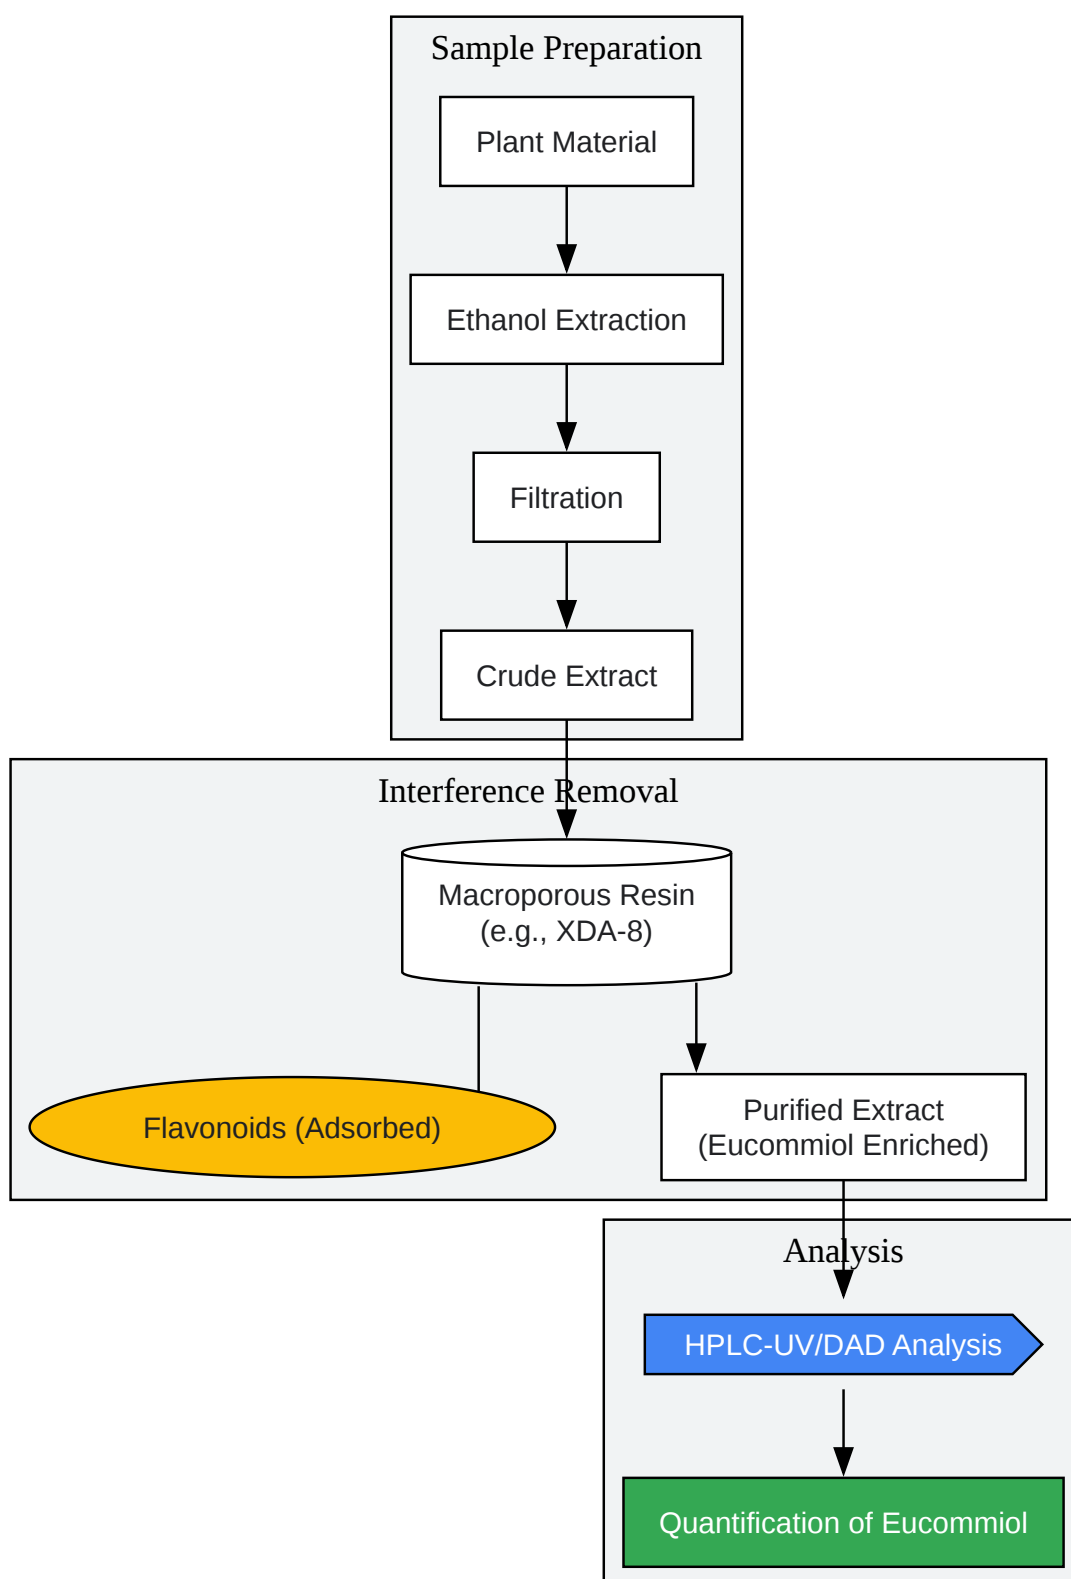 Sample Preparation
Plant Material
Ethanol Extraction
Filtration
Crude Extract
Interference Removal
Macroporous Resin
(e.g., XDA-8)
Flavonoids (Adsorbed)
Purified Extract
(Eucommiol Enriched)
Analysis
HPLC-UV/DAD Analysis
Quantification of Eucommiol